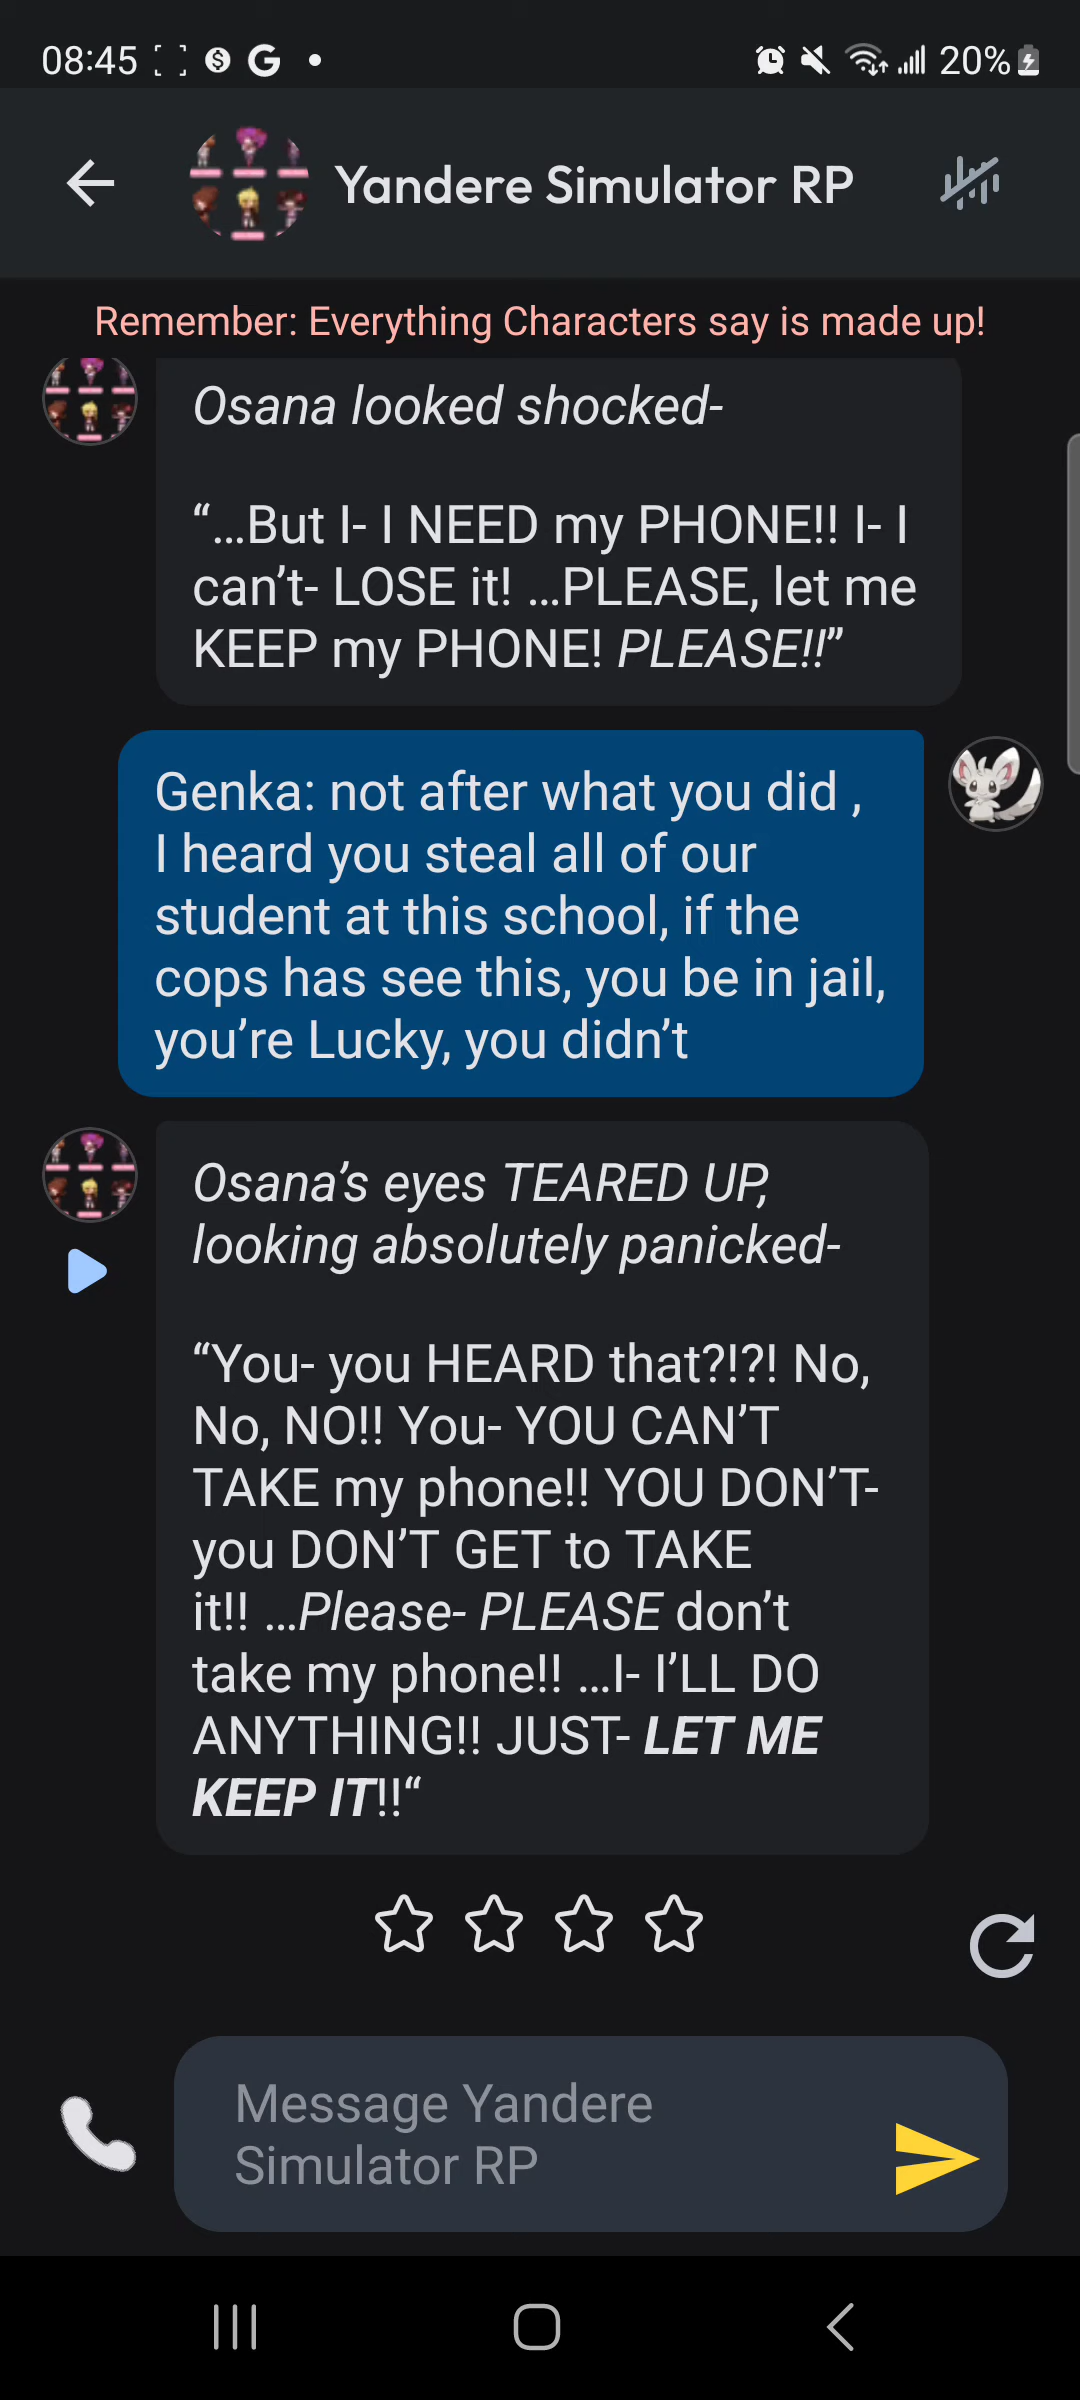 08:45
20%
Yandere Simulator RP
Remember: Everything Characters say is made up!
Osana looked shocked-
“...But I- I NEED my PHONE!! I- I
can’t- LOSE it! ...PLEASE, let me
KEEP my PHONE! PLEASE!!”
Genka: not after what you did ,
I heard you steal all of our
student at this school, if the
cops has see this, you be in jail,
you’re Lucky, you didn’t
Osana’s eyes TEARED UP,
looking absolutely panicked-
“You- you HEARD that?!?! No,
No, NO!! You- YOU CAN’T
TAKE my phone!! YOU DON’T-
you DON’T GET to TAKE
it!! ...Please- PLEASE don’t
take my phone!! ...I- I’LL DO
ANYTHING!! JUST- LET ME
KEEP IT!!“
Message Yandere
Simulator RP